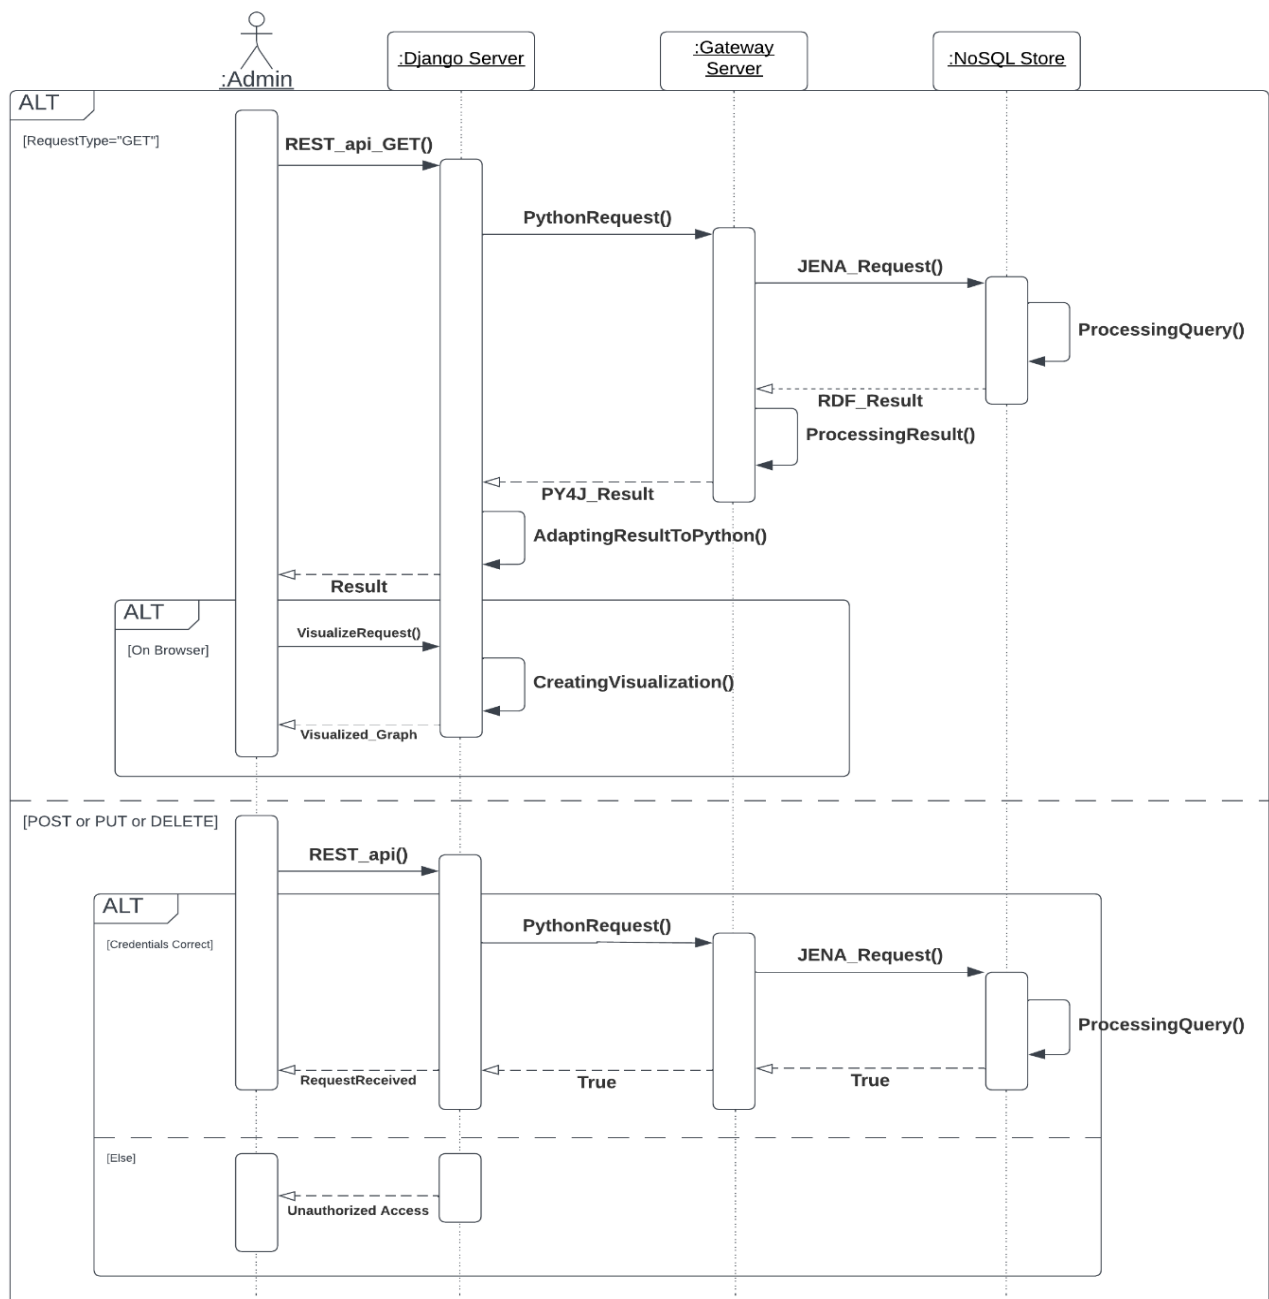 :Admin
:Django Server
:Gateway
Server
:NoSQL Store
ALT
[RequestType="GET"]
REST_api_GET()
PythonRequest()
JENA_Request()
ProcessingQuery()
RDF_Result
ProcessingResult()
PY4J_Result
AdaptingResultToPython()
Result
ALT
VisualizeRequest()
[On Browser]
CreatingVisualization()
Visualized_Graph
[POST or PUT or DELETE]
REST_api()
ALT
PythonRequest()
[Credentials Correct]
JENA_Request()
ProcessingQuery()
RequestReceived
True
True
[Else]
Unauthorized Access